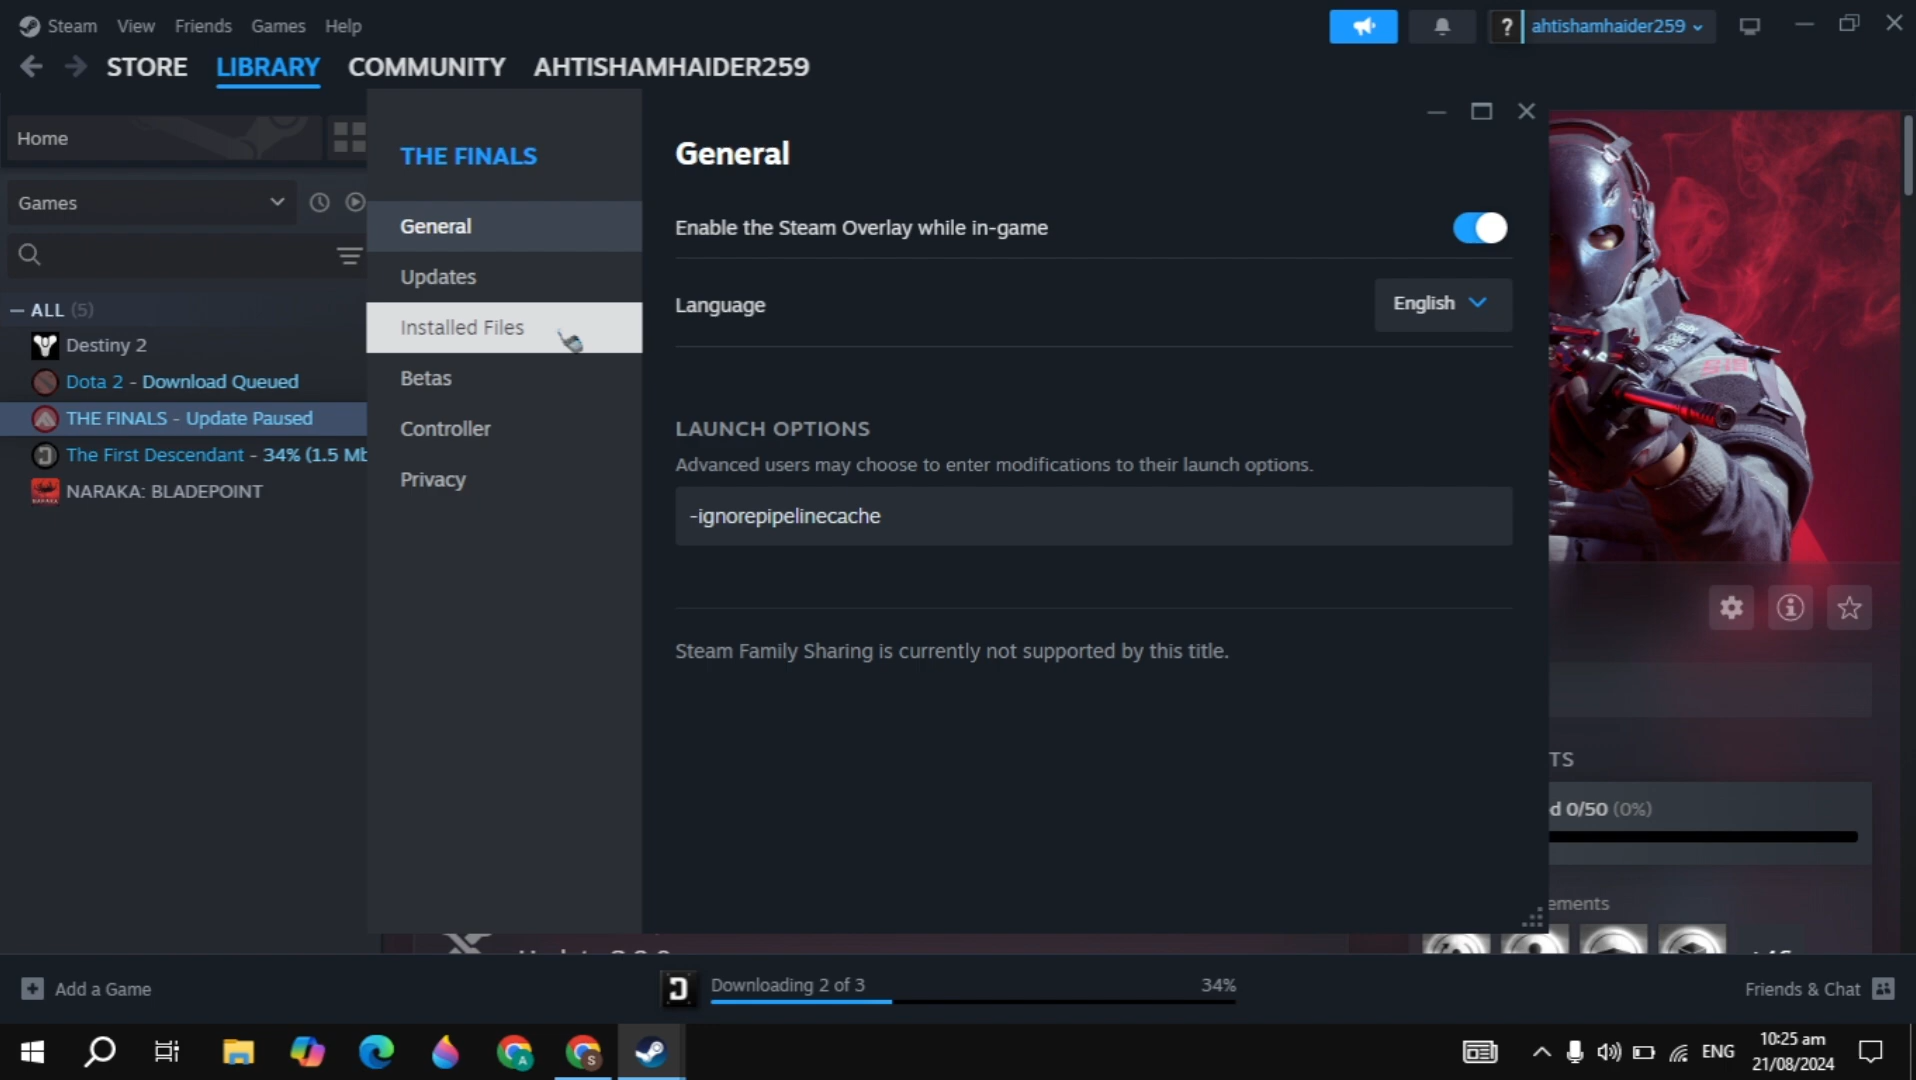 Steam View Friends Games Help
? ahtishamhaider259
STORE LIBRARY COMMUNITY AHTISHAMHAIDER259
Home
Games
— ALL (5)
Destiny 2
Dota 2 - Download Queued
THE FINALS - Update Paused
The First Descendant - 34% (1.5 Mb
NARAKA: BLADEPOINT
THE FINALS
General
Updates
Installed Files
Betas
Controller
Privacy
General
Enable the Steam Overlay while in-game
Language English
LAUNCH OPTIONS
Advanced users may choose to enter modifications to their launch options.
-ignorepipelinecache
Steam Family Sharing is currently not supported by this title.
TS
d 0/50 (0%)
ements
Add a Game
Downloading 2 of 3 34%
Friends & Chat
ENG
10:25 am
21/08/2024